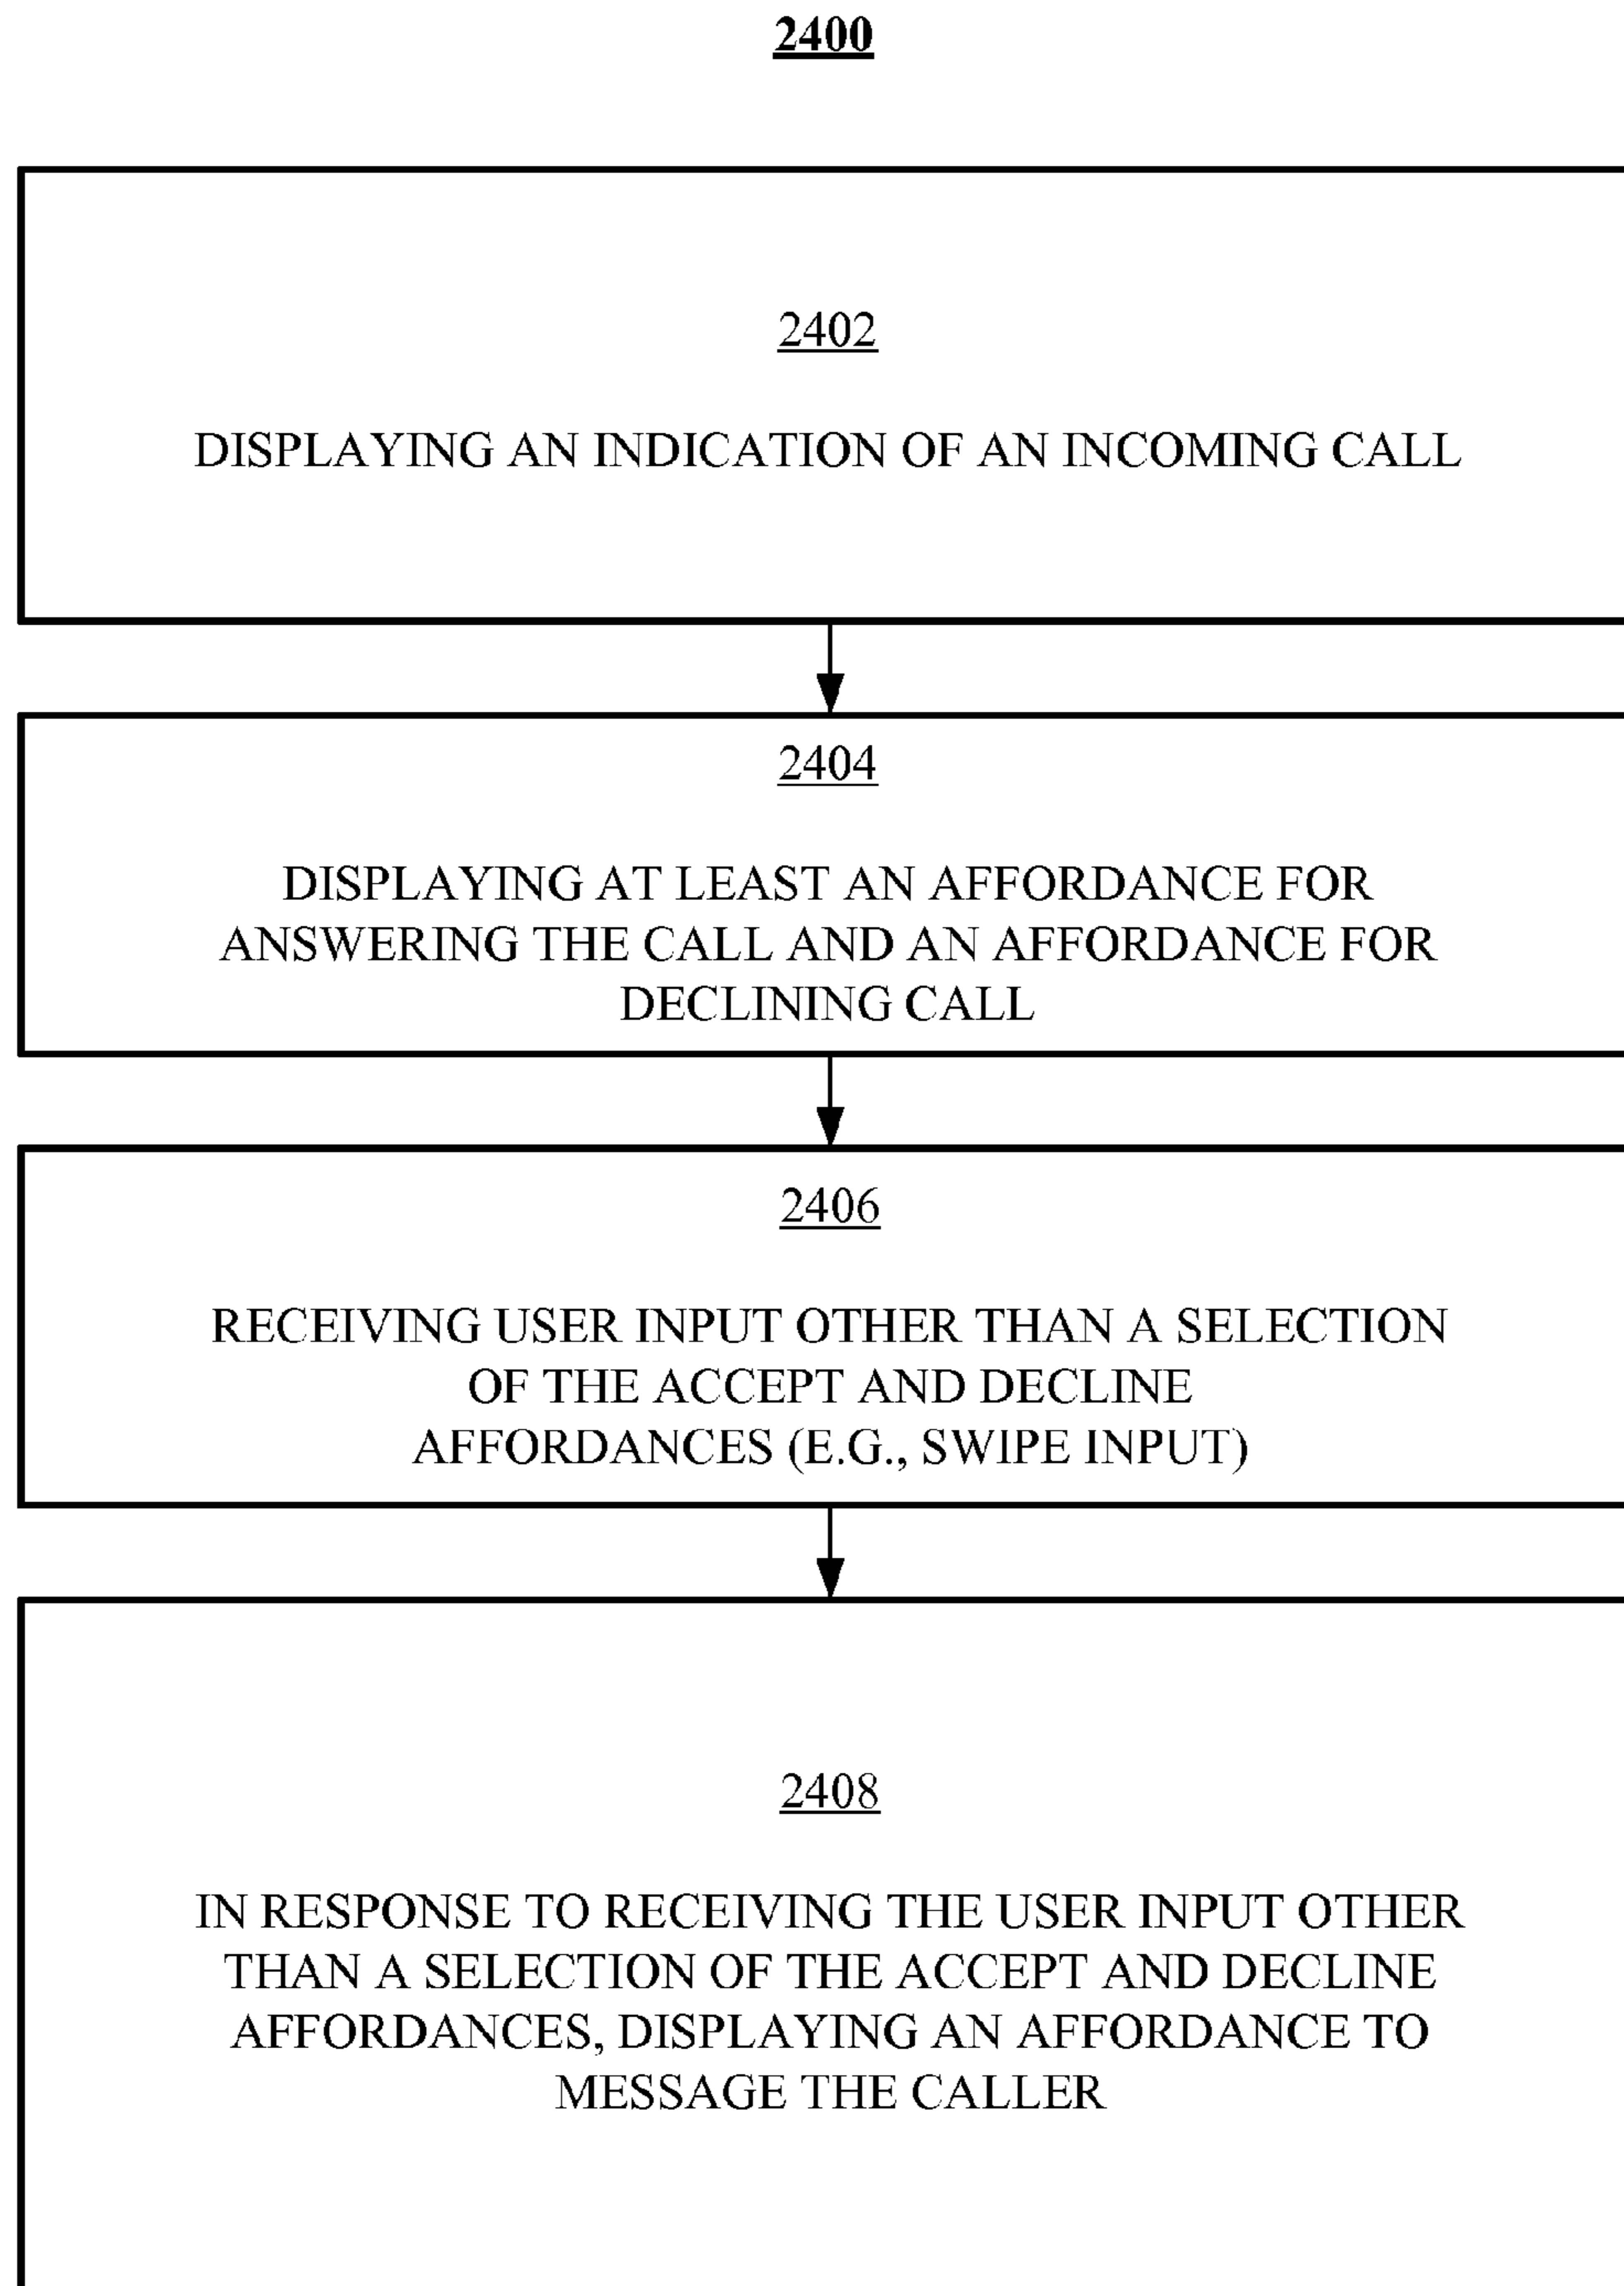 2400
2402
DISPLAYING AN INDICATION OF AN INCOMING CALL
2404
DISPLAYING AT LEAST AN AFFORDANCE FOR
ANSWERING THE CALL AND AN AFFORDANCE FOR
DECLINING CALL
2406
RECEIVING USER INPUT OTHER THAN A SELECTION
OF THE ACCEPT AND DECLINE
AFFORDANCES (E.G., SWIPE INPUT)
2408
IN RESPONSE TO RECEIVING THE USER INPUT OTHER
THAN A SELECTION OF THE ACCEPT AND DECLINE
AFFORDANCES, DISPLAYING AN AFFORDANCE TO
MESSAGE THE CALLER